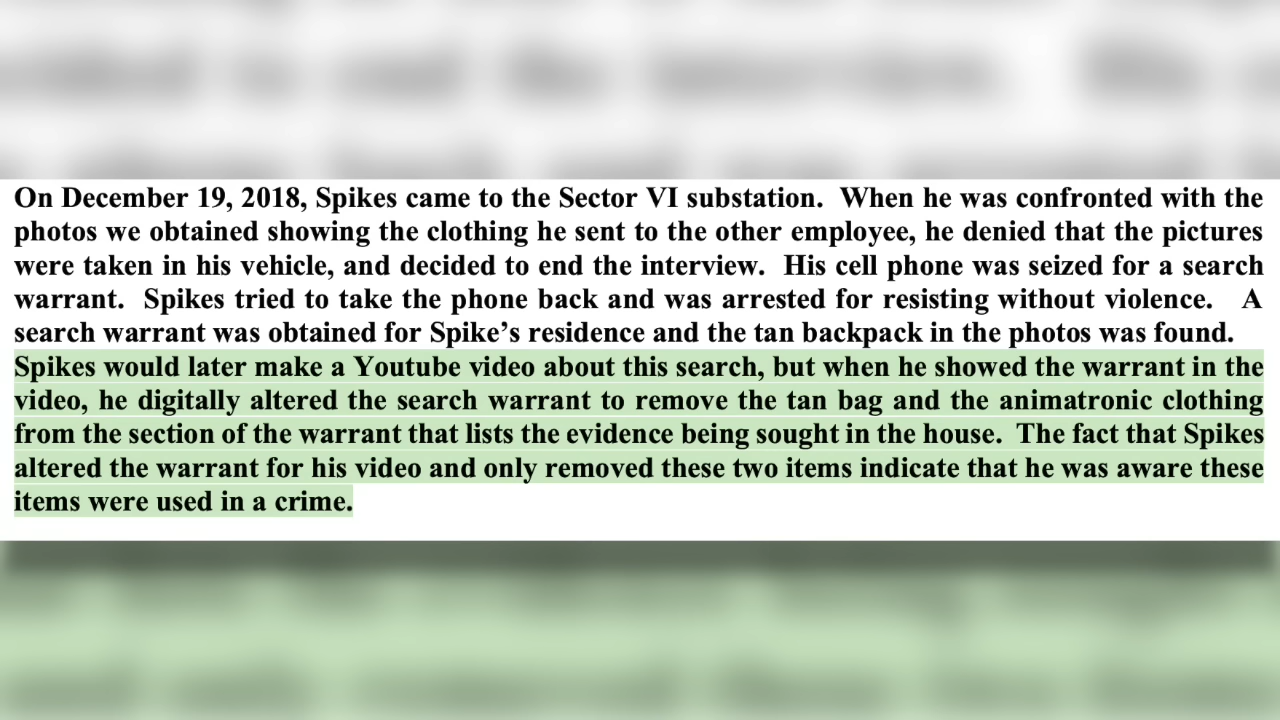 On December 19, 2018, Spikes came to the Sector VI substation. When he was confronted with the
photos we obtained showing the clothing he sent to the other employee, he denied that the pictures
were taken in his vehicle, and decided to end the interview. His cell phone was seized for a search
warrant. Spikes tried to take the phone back and was arrested for resisting without violence. A
search warrant was obtained for Spike’s residence and the tan backpack in the photos was found.
Spikes would later make a Youtube video about this search, but when he showed the warrant in the
video, he digitally altered the search warrant to remove the tan bag and the animatronic clothing
from the section of the warrant that lists the evidence being sought in the house. The fact that Spikes
altered the warrant for his video and only removed these two items indicate that he was aware these
items were used in a crime.